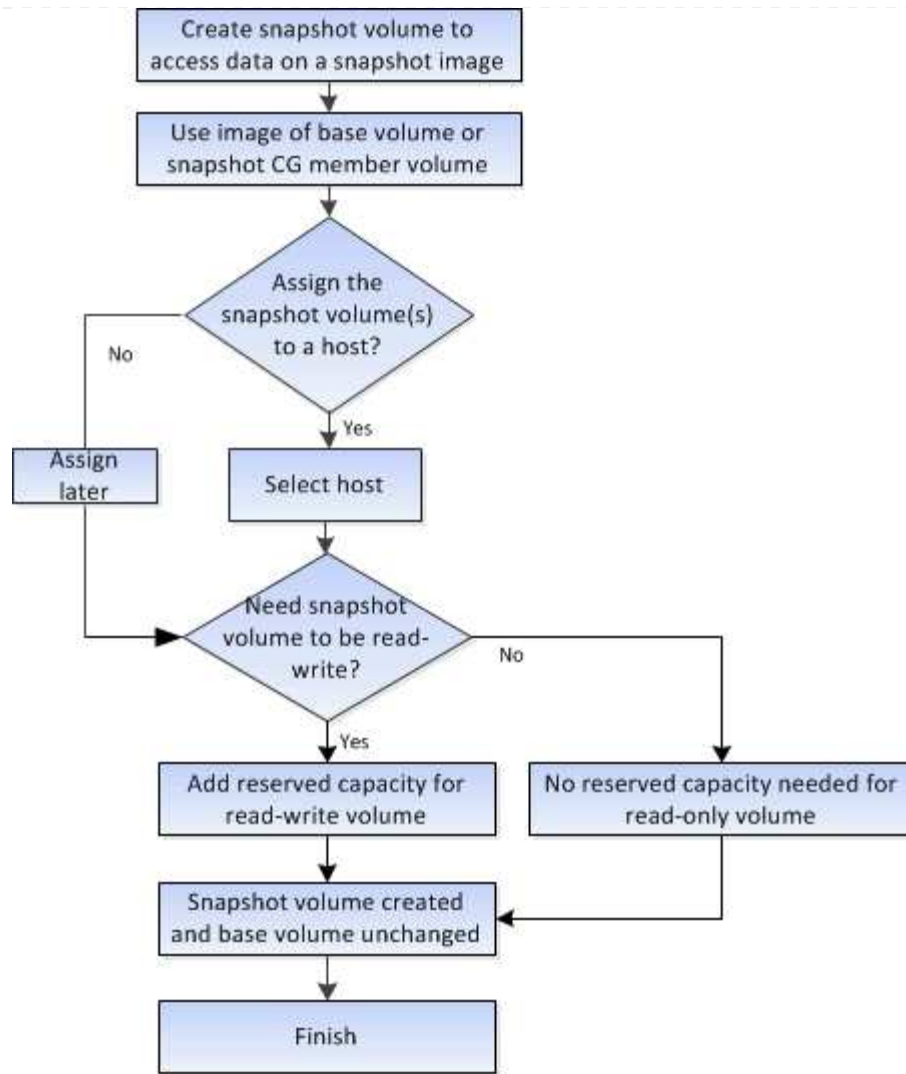 Create snapshot volume to
access data on a snapshot image
Use image of base volume or
snapshot CG member volume
Assign the
snapshot volume(s)
to a host?
No
Yes
Assign
later
Select host
Need snapshot
volume to be read-
write?
No
Yes
Add reserved capacity for
read-write volume
No reserved capacity needed for
read-only volume
Snapshot volume created
and base volume unchanged
Finish